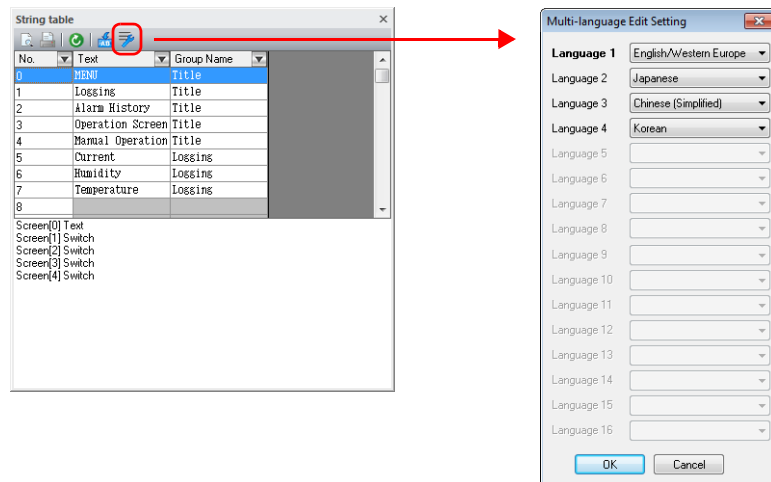 String table
No. Text Group Name
0 MENU Title
1 Logging Title
2 Alarm History Title
3 Operation Screen Title
4 Manual Operation Title
5 Current Logging
6 Humidity Logging
7 Temperature Logging
8
Screen[0] Text
Screen[1] Switch
Screen[2] Switch
Screen[3] Switch
Screen[4] Switch
Multi-language Edit Setting
Language 1 English/Western Europe
Language 2 Japanese
Language 3 Chinese (Simplified)
Language 4 Korean
Language 5
Language 6
Language 7
Language 8
Language 9
Language 10
Language 11
Language 12
Language 13
Language 14
Language 15
Language 16
OK Cancel